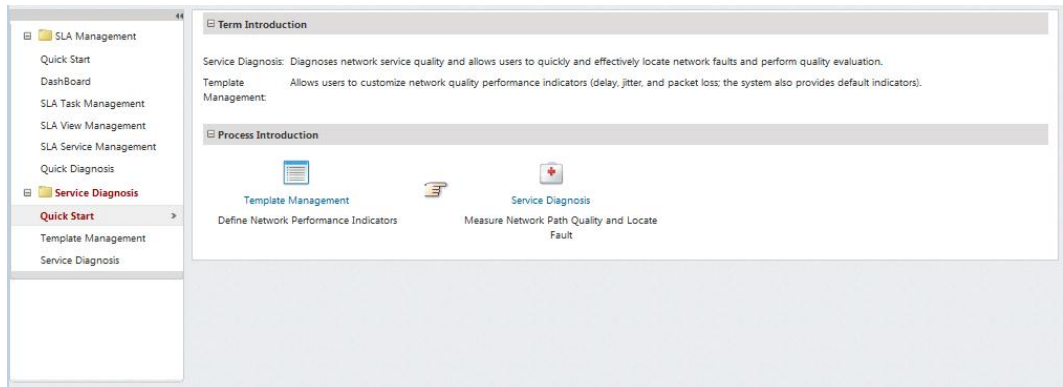 SLA Management
Quick Start
DashBoard
SLA Task Management
SLA View Management
SLA Service Management
Quick Diagnosis
Service Diagnosis
Quick Start
Template Management
Service Diagnosis
Term Introduction
Service Diagnosis: Diagnoses network service quality and allows users to quickly and effectively locate network faults and perform quality evaluation.
Template Allows users to customize network quality performance indicators (delay, jitter, and packet loss; the system also provides default indicators).
Management:
Process Introduction
Template Management
Define Network Performance Indicators
Service Diagnosis
Measure Network Path Quality and Locate
Fault